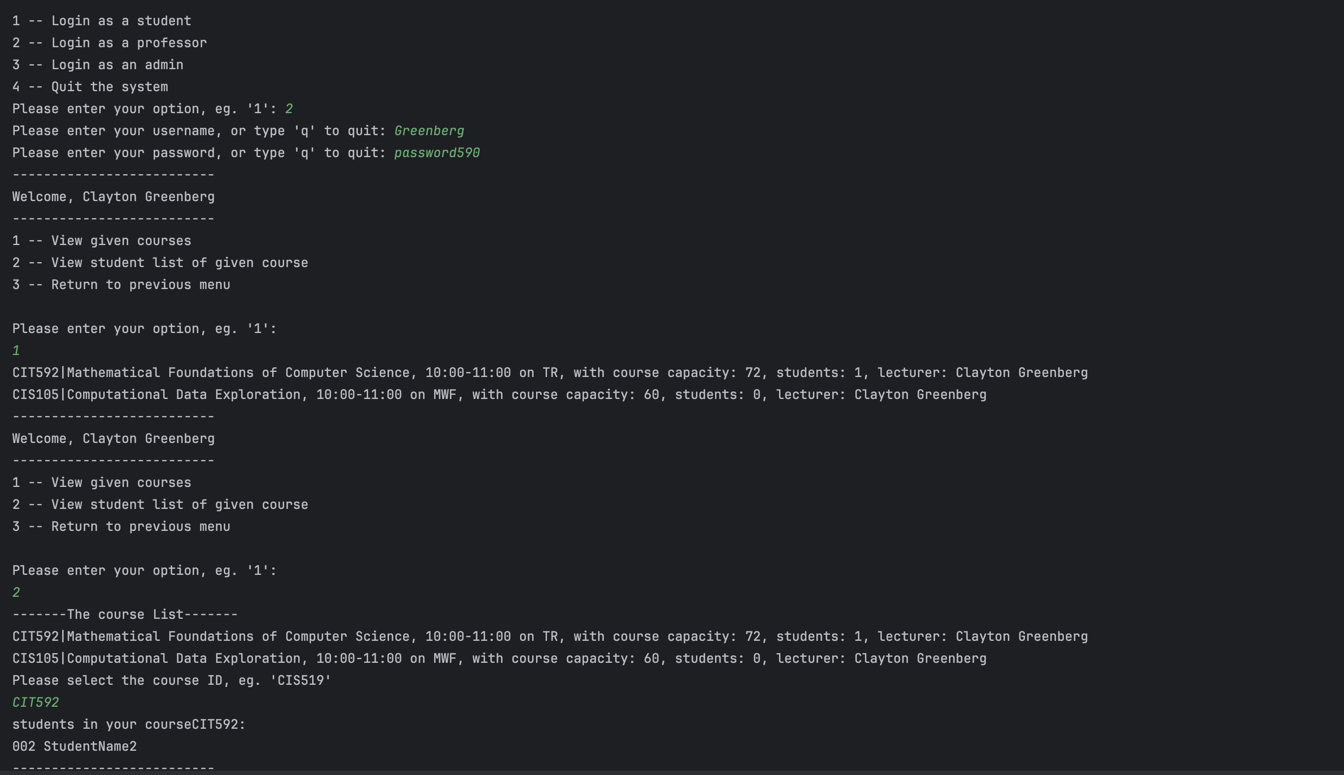 1 -- Login as a student
2 -- Login as a professor
3 -- Login as an admin
4 -- Quit the system
Please enter your option, eg. '1': 2
Please enter your username, or type 'q' to quit: Greenberg
Please enter your password, or type 'q' to quit: password590
--------------------------
Welcome, Clayton Greenberg
--------------------------
1 -- View given courses
2 -- View student list of given course
3 -- Return to previous menu

Please enter your option, eg. '1':
1
CIT592|Mathematical Foundations of Computer Science, 10:00-11:00 on TR, with course capacity: 72, students: 1, lecturer: Clayton Greenberg
CIS105|Computational Data Exploration, 10:00-11:00 on MWF, with course capacity: 60, students: 0, lecturer: Clayton Greenberg
--------------------------
Welcome, Clayton Greenberg
--------------------------
1 -- View given courses
2 -- View student list of given course
3 -- Return to previous menu

Please enter your option, eg. '1':
2
-------The course List-------
CIT592|Mathematical Foundations of Computer Science, 10:00-11:00 on TR, with course capacity: 72, students: 1, lecturer: Clayton Greenberg
CIS105|Computational Data Exploration, 10:00-11:00 on MWF, with course capacity: 60, students: 0, lecturer: Clayton Greenberg
Please select the course ID, eg. 'CIS519'
CIT592
students in your courseCIT592:
002 StudentName2
--------------------------